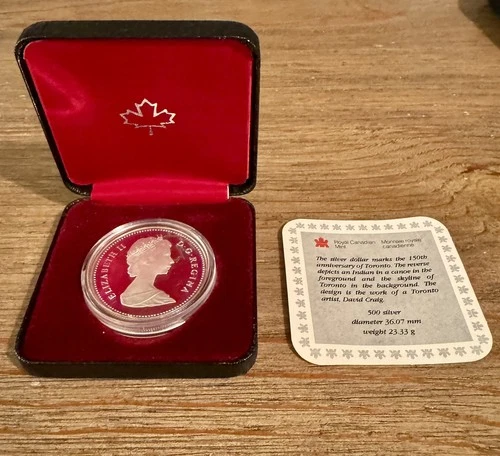 ELIZABETH II D·G·REGINA
Royal Canadian Monnaie royale
Mint canadienne
The silver dollar marks the 150th
anniversary of Toronto. The reverse
depicts an Indian in a canoe in the
foreground and the skyline of
Toronto in the background. The
design is the work of a Toronto
artist, David Craig.
500 silver
diameter 36.07 mm
weight 23.33 g